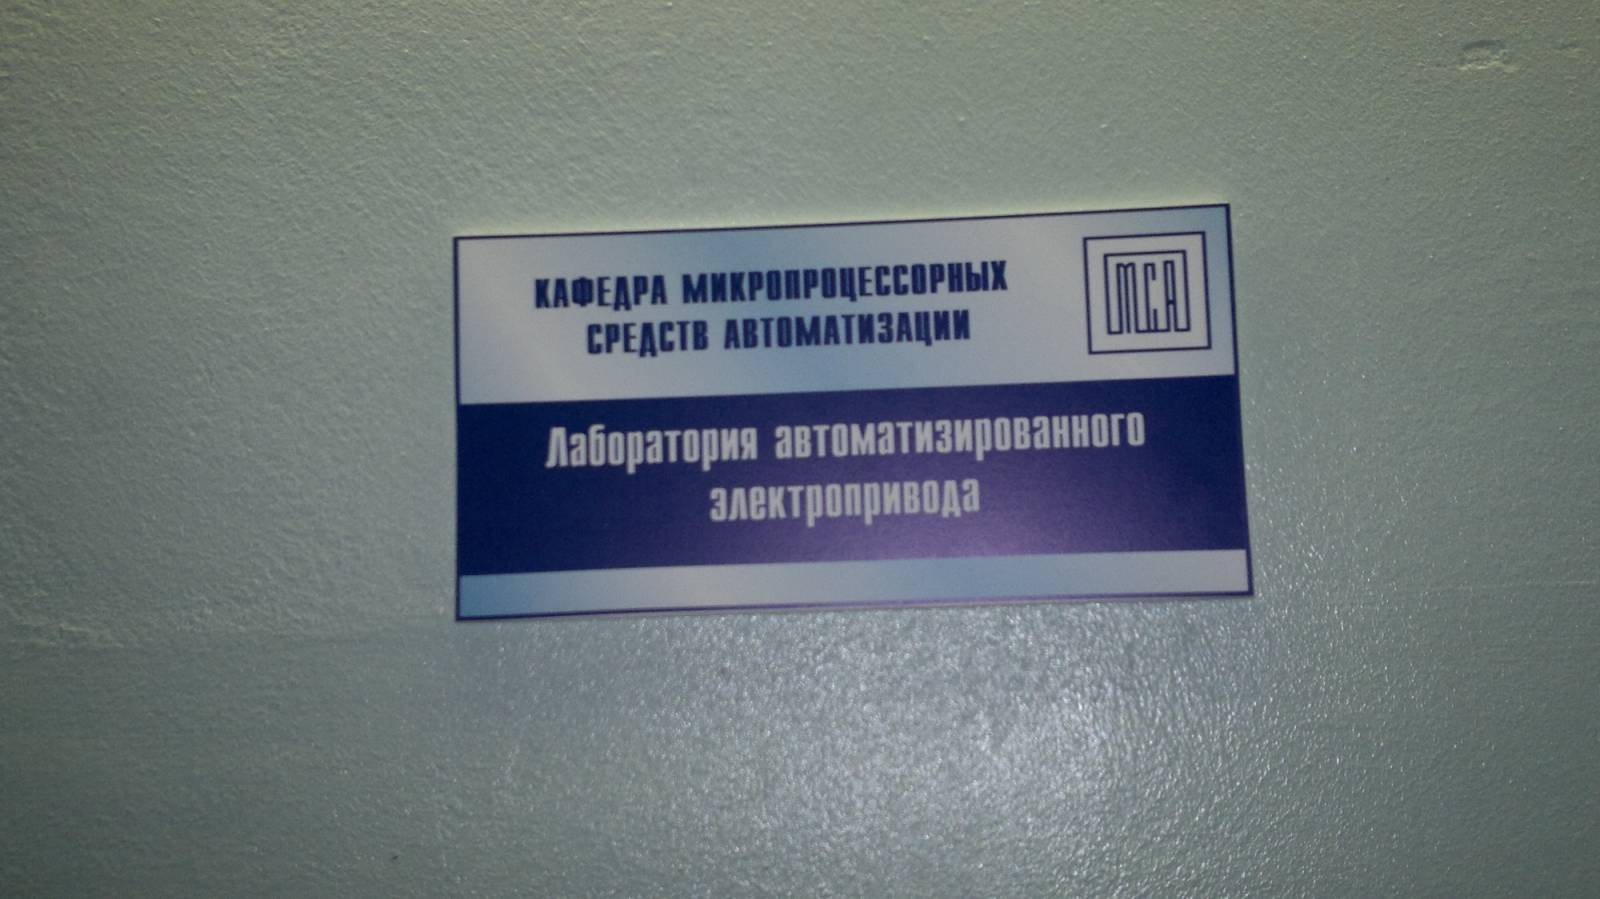 КАФЕДРА МИКРОПРОЦЕССОРНЫХ
СРЕДСТВ АВТОМАТИЗАЦИИ
МСА
Лаборатория автоматизированного
электропривода